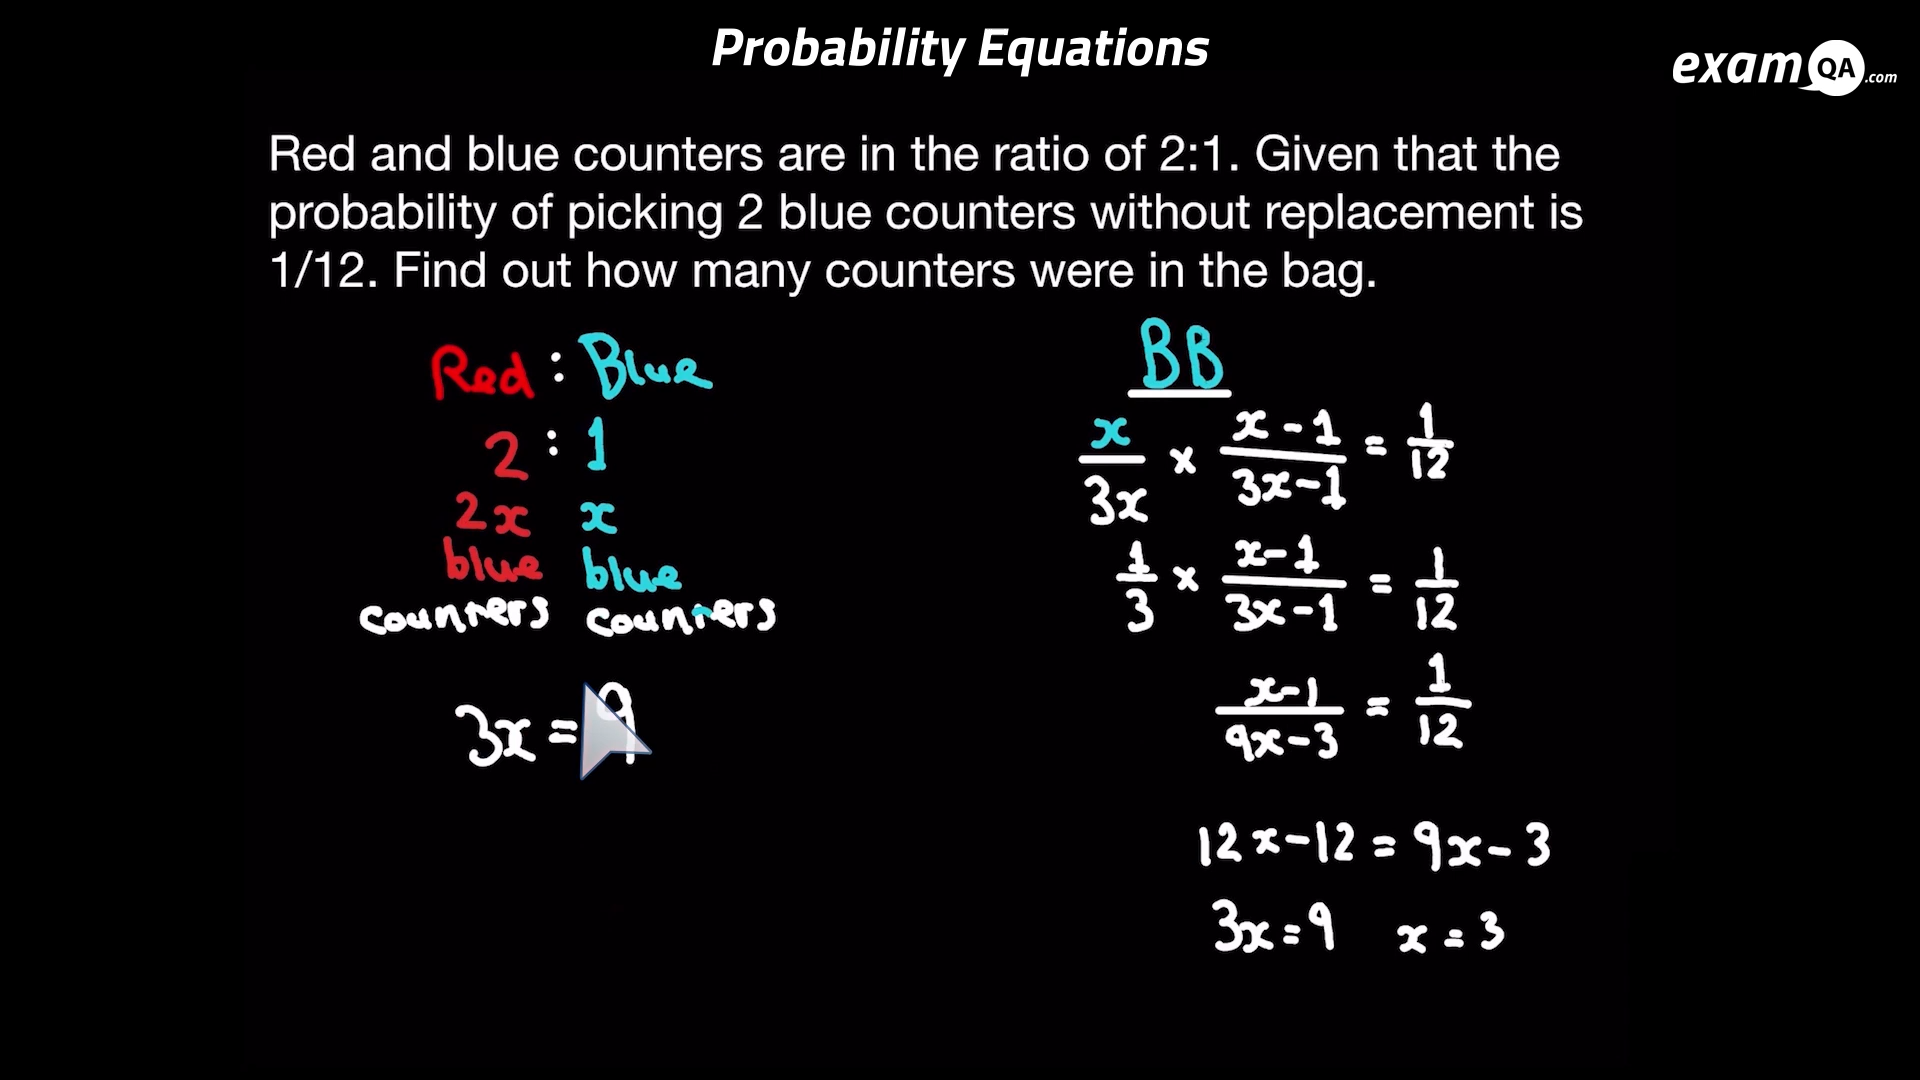 Probability Equations
examQA.com
Red and blue counters are in the ratio of 2:1. Given that the
probability of picking 2 blue counters without replacement is
1/12. Find out how many counters were in the bag.
Red : Blue
2 : 1
2x x
blue blue
counters counters
3x = 9
BB
x/3x × x-1/3x-1 = 1/12
1/3 × x-1/3x-1 = 1/12
x-1/9x-3 = 1/12
12x-12 = 9x-3
3x=9 x=3